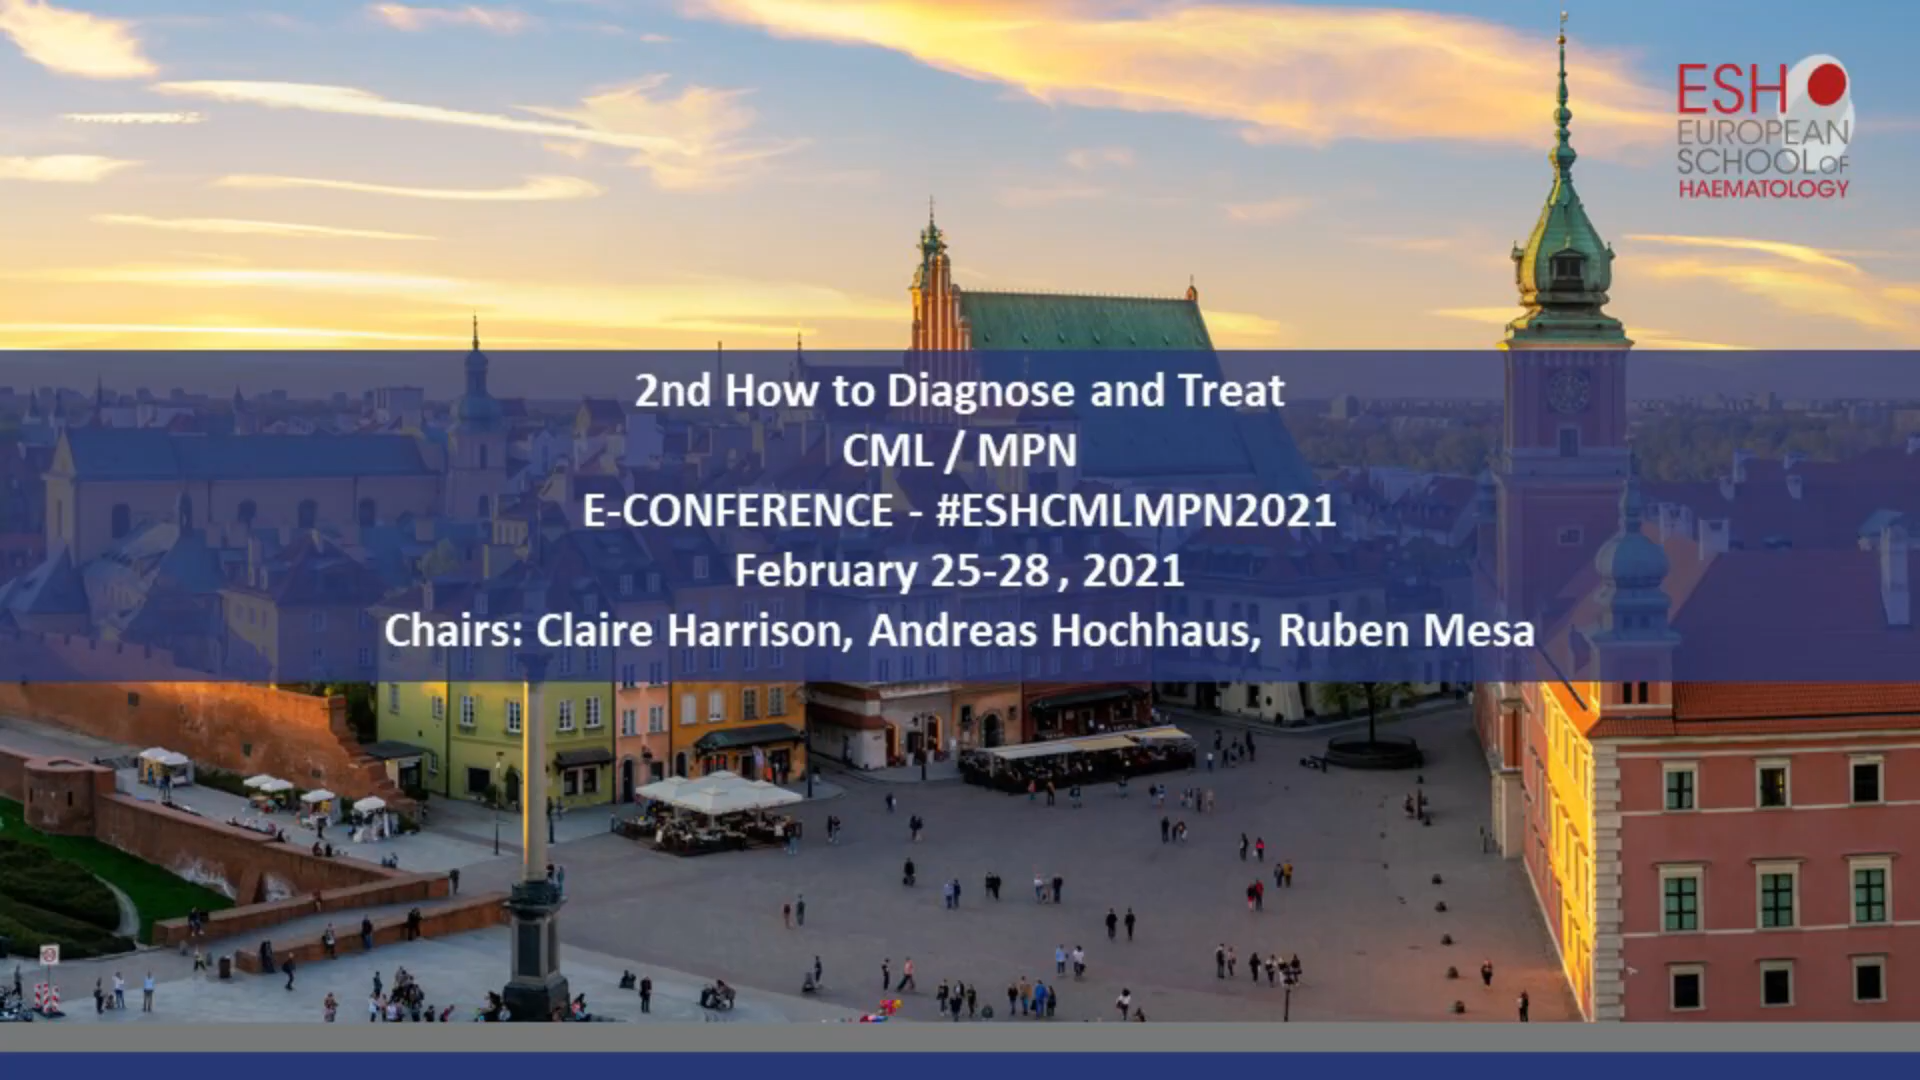 ESH
EUROPEAN
SCHOOL OF
HAEMATOLOGY
2nd How to Diagnose and Treat
CML / MPN
E-CONFERENCE - #ESHCMLMPN2021
February 25-28, 2021
Chairs: Claire Harrison, Andreas Hochhaus, Ruben Mesa